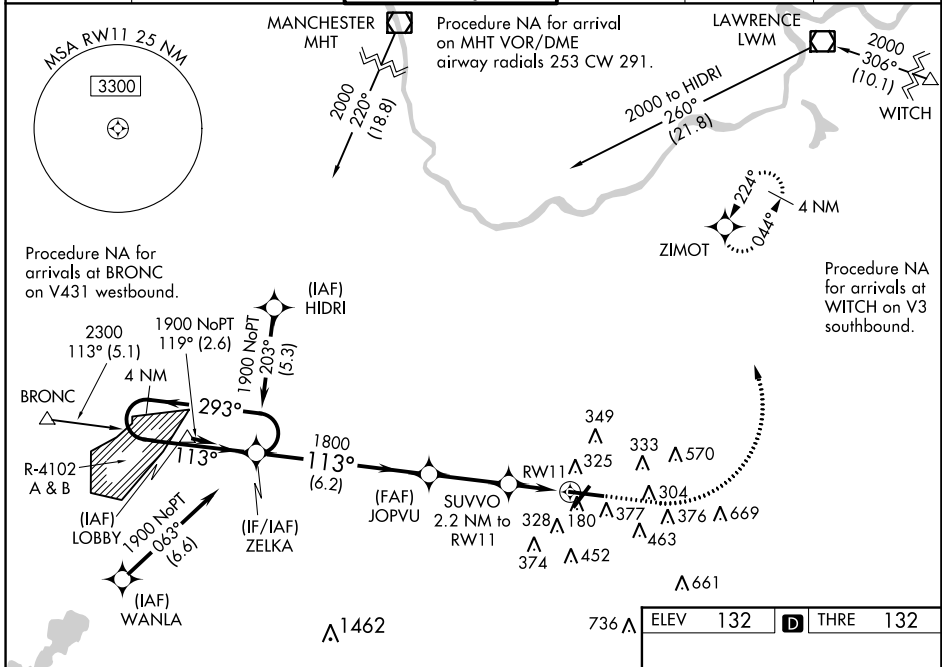 MSA RW11 25 NM
3300
MANCHESTER
MHT
Procedure NA for arrival
on MHT VOR/DME
airway radials 253 CW 291.
LAWRENCE
LWM
2000
306°
(10.1)
WITCH
2000
220°
(18.8)
2000 to HIDRI
260°
(21.8)
224°
044°
4 NM
ZIMOT
Procedure NA for
arrivals at BRONC
on V431 westbound.
Procedure NA
for arrivals at
WITCH on V3
southbound.
(IAF)
HIDRI
1900 NoPT
203°
(5.3)
2300
113° (5.1)
1900 NoPT
119° (2.6)
4 NM
BRONC
293°
113°
R-4102
A & B
(IAF)
LOBBY
1900 NoPT
063°
(6.6)
(IF/IAF)
ZELKA
(IAF)
WANLA
1800
113°
(6.2)
(FAF)
JOPVU
SUVVO
2.2 NM to
RW11
RW11
349
325
333
570
304
328
180
377
376
669
463
374
452
661
1462
736
ELEV 132 D THRE 132